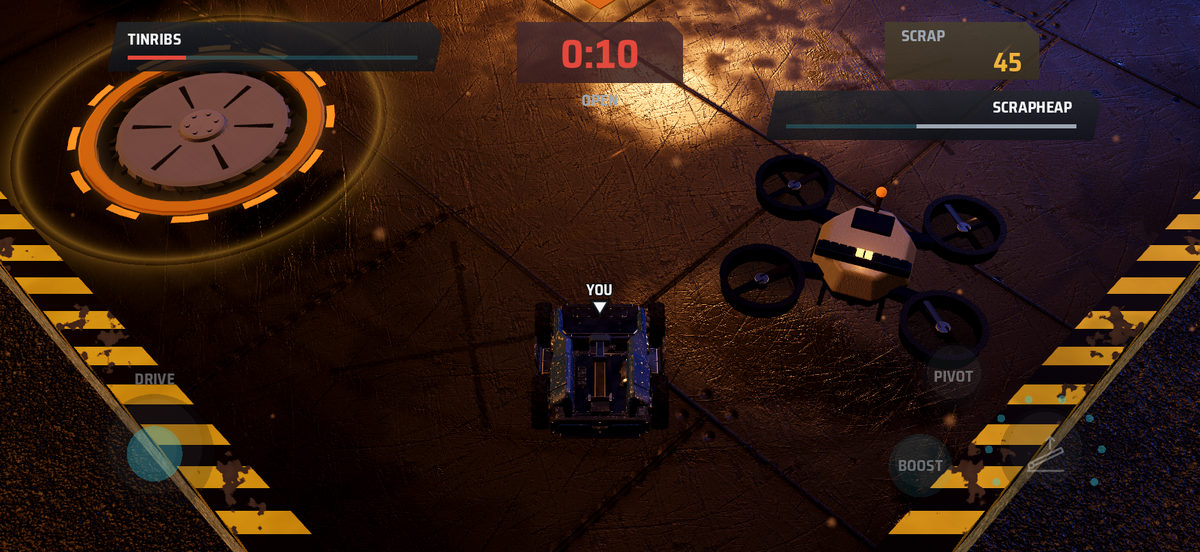 TINRIBS
0:10
OPEN
SCRAP
45
SCRAPHEAP
YOU
DRIVE
PIVOT
BOOST